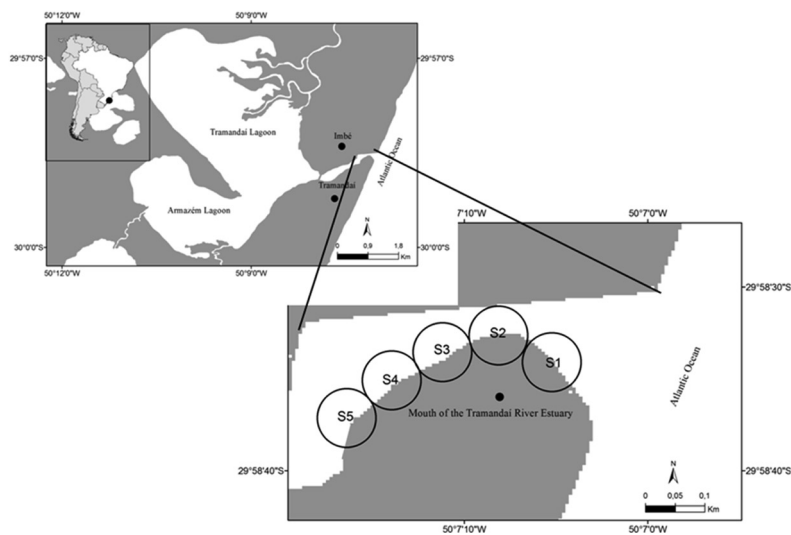 50°12'0"W
50°9'0"W
29°57'0"S
29°57'0"S
Tramandaí Lagoon
Imbé
Atlantic Ocean
Tramandaí
Armazém Lagoon
N
0 0,9 1,8
Km
30°0'0"S
30°0'0"S
50°12'0"W
50°9'0"W
7'10"W
50°7'0"W
29°58'30"S
S2
S3
S1
S4
Atlantic Ocean
S5
Mouth of the Tramandaí River Estuary
29°58'40"S
29°58'40"S
N
0 0,05 0,1
Km
50°7'10"W
50°7'0"W